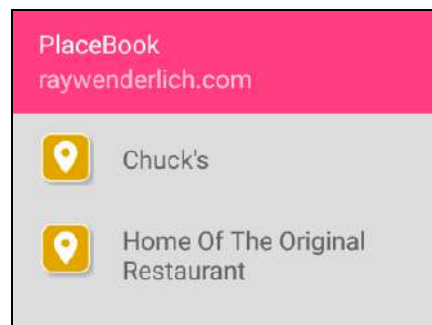 PlaceBook
raywenderlich.com
Chuck's
Home Of The Original
Restaurant